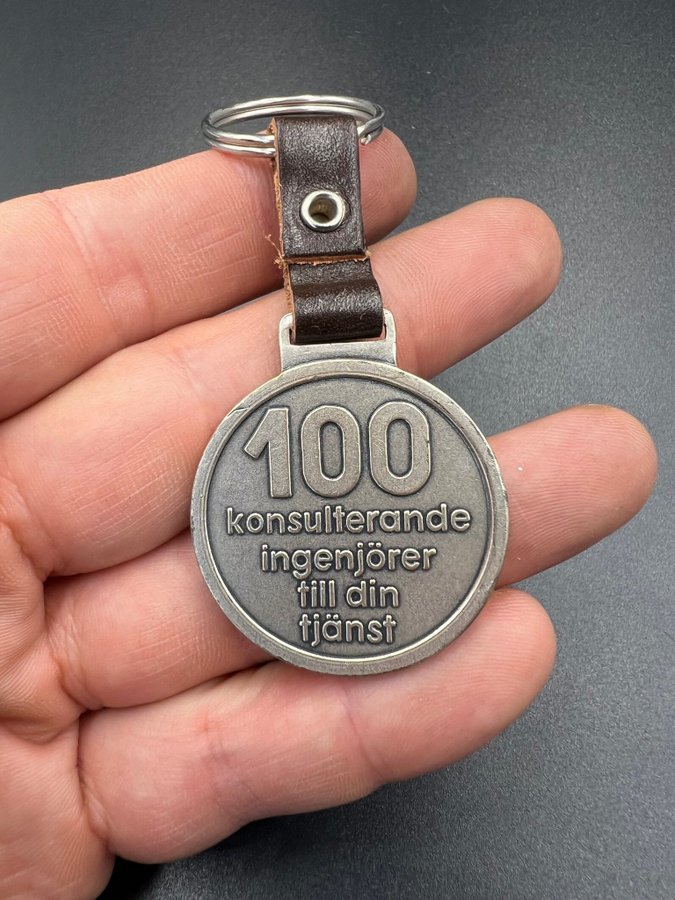 100
konsulterande
ingenjörer
till din
tjänst